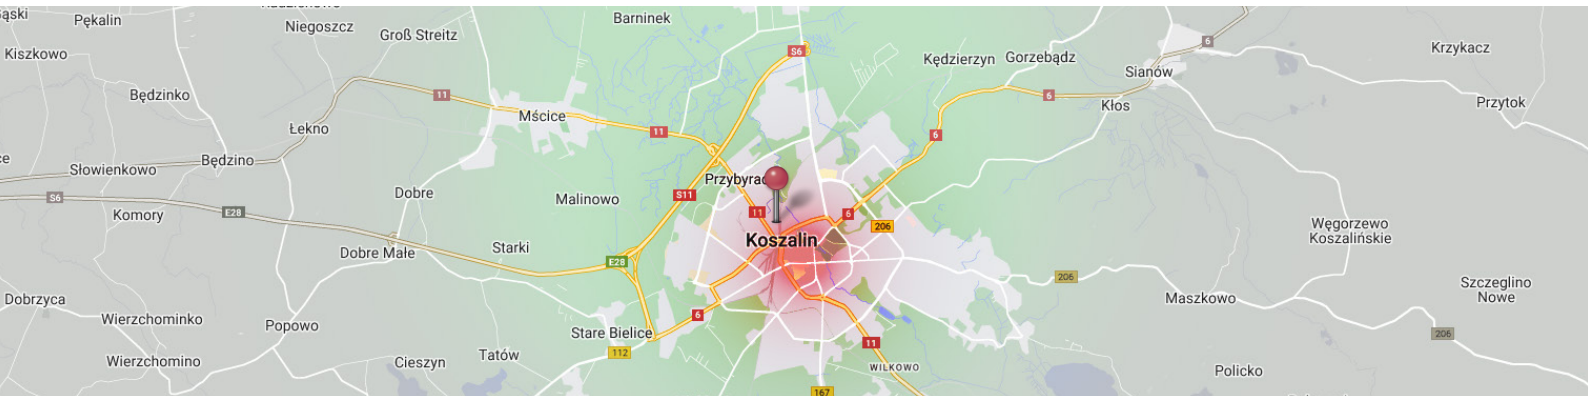 Pękalin
Niegoszcz
Barninek
Groß Streitz
Kiszkowo
S6
6
Krzykacz
Kędzierzyn
Gorzebądz
Sianów
Będzinko
11
6
Kłos
Przytok
Mścice
Łekno
11
6
Będzino
Słowienkowo
Przybyrad
S6
Dobre
Malinowo
S11
Komory
E28
11
6
206
Węgorzewo
Koszalińskie
Koszalin
Dobre Małe
Starki
E28
206
Szczeglino
Nowe
Dobrzyca
Maszkowo
Wierzchominko
Popowo
6
Stare Bielice
206
112
11
Wierzchomino
Cieszyn
Tatów
WILKOWO
Policko
167